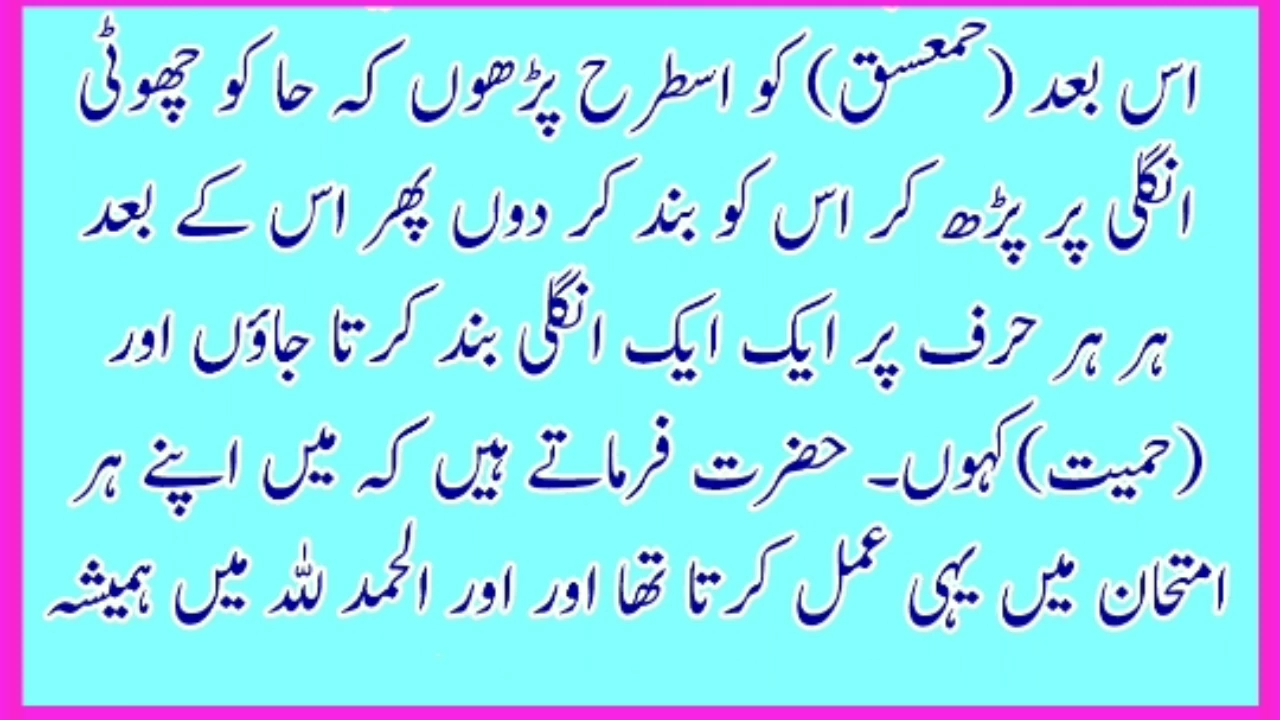 اس بعد (حمعسق) کو اسطرح پڑھوں کہ حا کو چھوٹی
انگلی پر پڑھ کر اس کو بند کر دوں پھر اس کے بعد
ہر ہر حرف پر ایک ایک انگلی بند کرتا جاؤں اور
(حمیت) کہوں۔ حضرت فرماتے ہیں کہ میں اپنے ہر
امتحان میں یہی عمل کرتا تھا اور اور الحمد للہ میں ہمیشہ